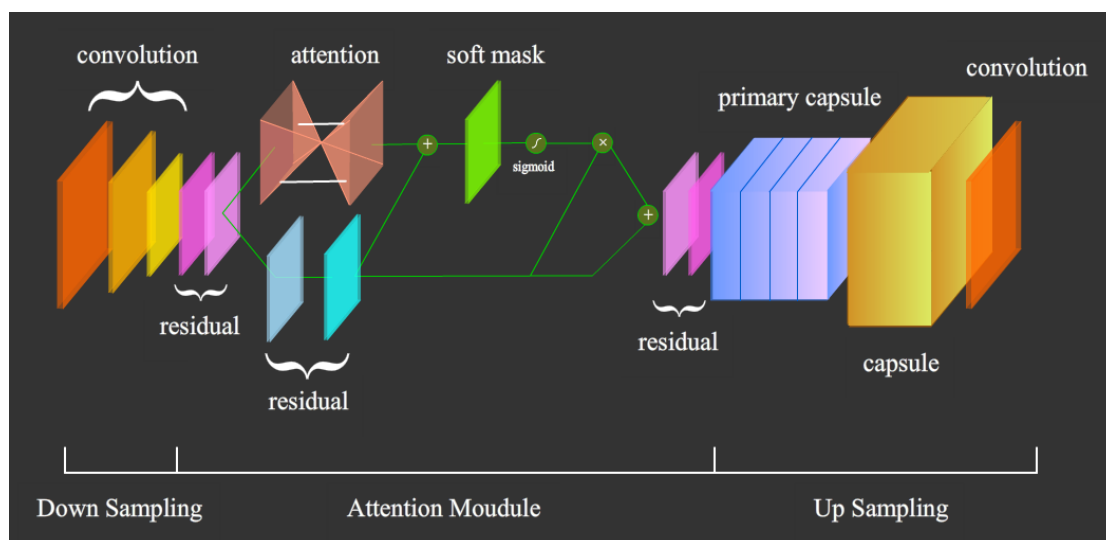 convolution
attention
soft mask
convolution
primary capsule
+
sigmoid
×
+
residual
residual
residual
capsule
Down Sampling
Attention Moudule
Up Sampling